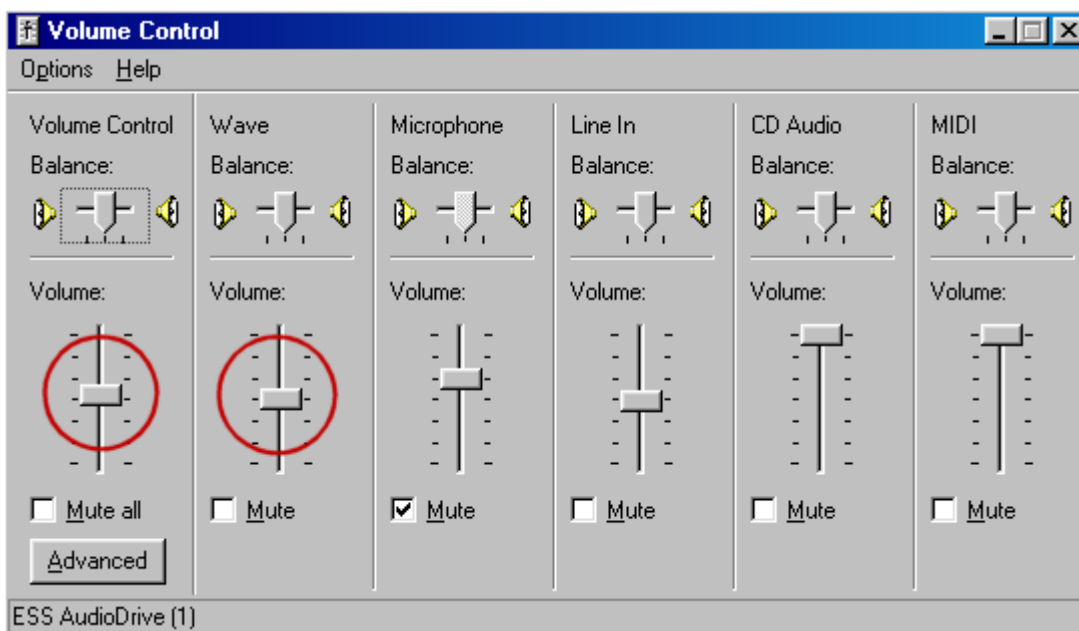 Volume Control
Options Help
Volume Control Wave Microphone Line In CD Audio MIDI
Balance: Balance: Balance: Balance: Balance: Balance:
Volume: Volume: Volume: Volume: Volume: Volume:
Mute all Mute Mute Mute Mute Mute
Advanced
ESS AudioDrive (1)